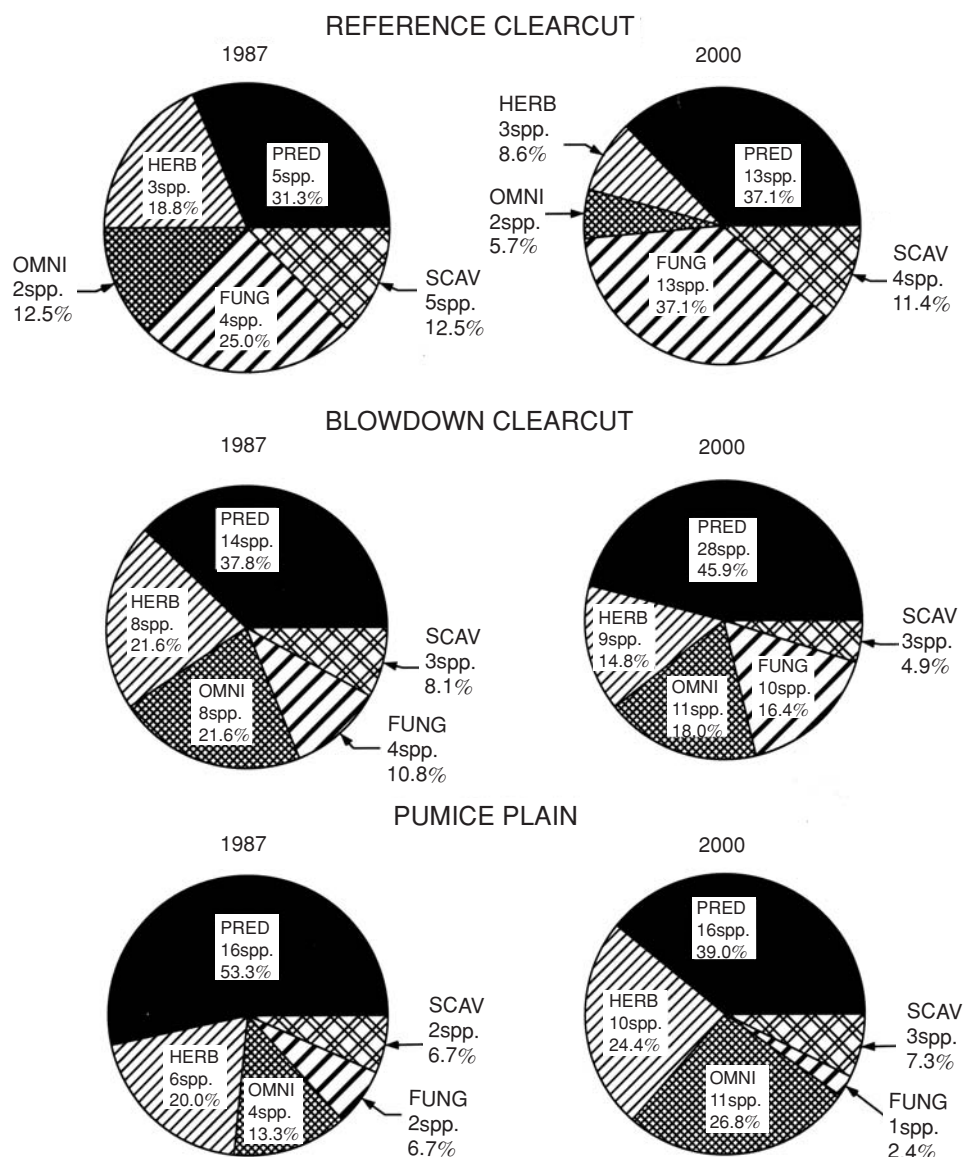 REFERENCE CLEARCUT
1987
HERB
3spp.
18.8%
PRED
5spp.
31.3%
OMNI
2spp.
12.5%
FUNG
4spp.
25.0%
SCAV
5spp.
12.5%
2000
HERB
3spp.
8.6%
PRED
13spp.
37.1%
OMNI
2spp.
5.7%
FUNG
13spp.
37.1%
SCAV
4spp.
11.4%
BLOWDOWN CLEARCUT
1987
PRED
14spp.
37.8%
HERB
8spp.
21.6%
OMNI
8spp.
21.6%
SCAV
3spp.
8.1%
FUNG
4spp.
10.8%
2000
PRED
28spp.
45.9%
HERB
9spp.
14.8%
OMNI
11spp.
18.0%
FUNG
10spp.
16.4%
SCAV
3spp.
4.9%
PUMICE PLAIN
1987
PRED
16spp.
53.3%
HERB
6spp.
20.0%
OMNI
4spp.
13.3%
SCAV
2spp.
6.7%
FUNG
2spp.
6.7%
2000
PRED
16spp.
39.0%
HERB
10spp.
24.4%
OMNI
11spp.
26.8%
SCAV
3spp.
7.3%
FUNG
1spp.
2.4%